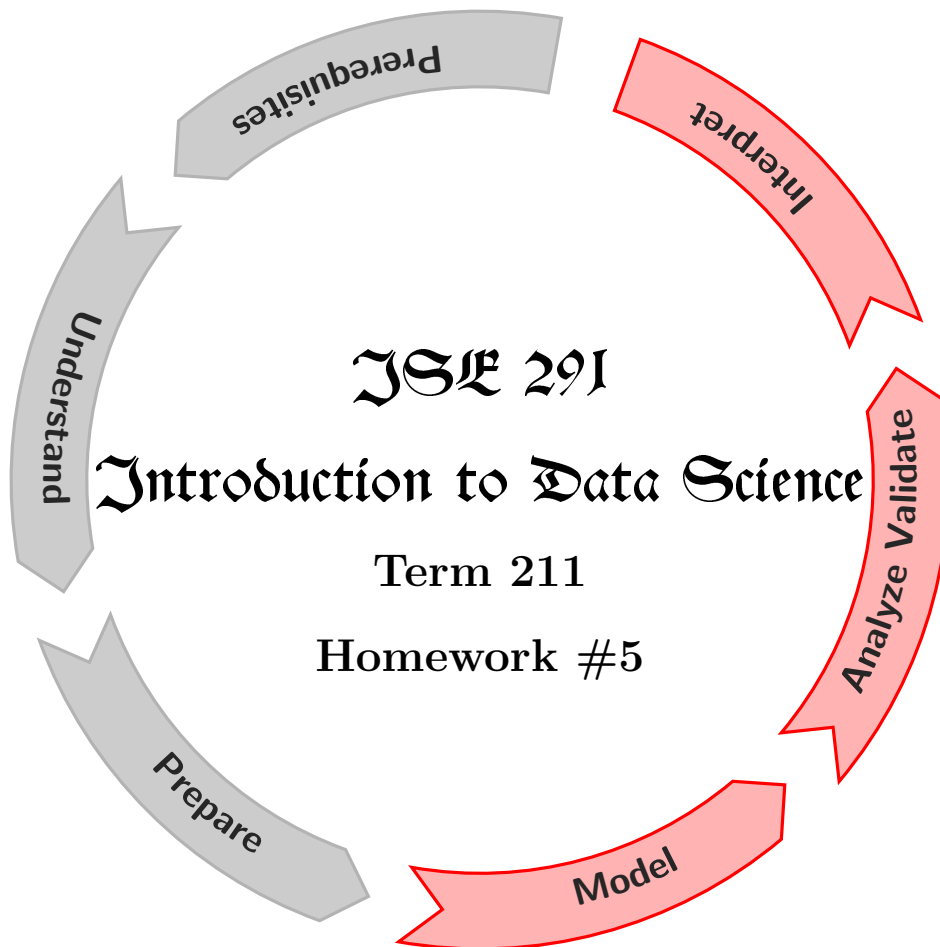 Prerequisites
Interpret
Understand
ISE 291
Introduction to Data Science
Analyze Validate
Term 211
Homework #5
Prepare
Model